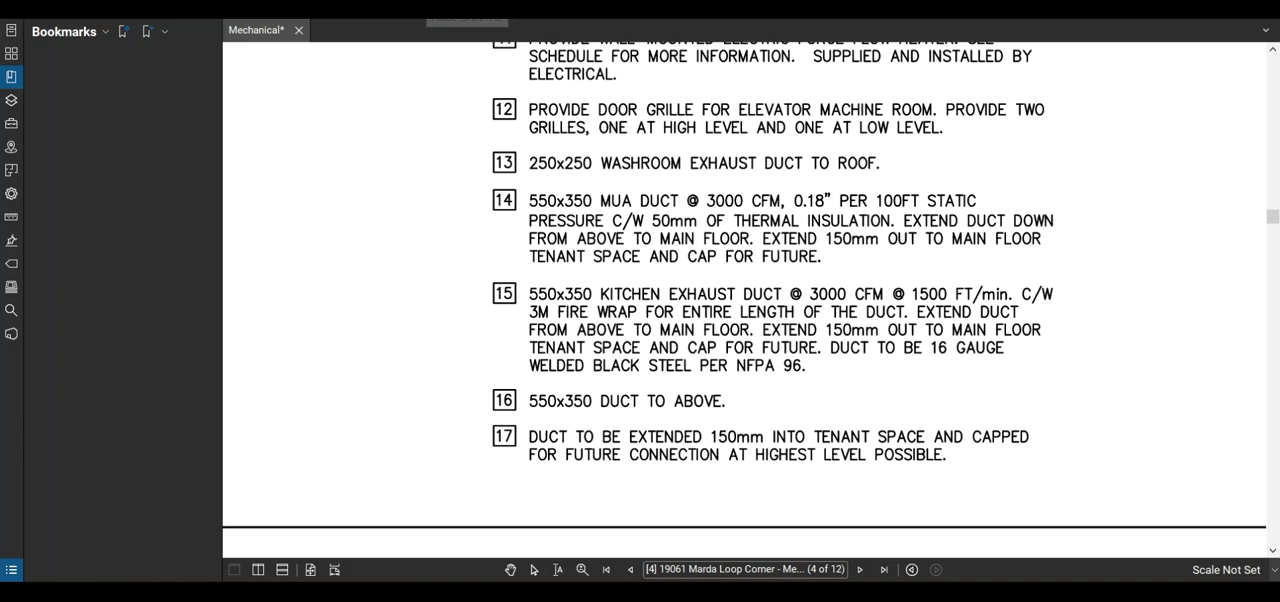 Bookmarks
Mechanical*
SCHEDULE FOR MORE INFORMATION. SUPPLIED AND INSTALLED BY
ELECTRICAL.
12 PROVIDE DOOR GRILLE FOR ELEVATOR MACHINE ROOM. PROVIDE TWO
GRILLES, ONE AT HIGH LEVEL AND ONE AT LOW LEVEL.
13 250x250 WASHROOM EXHAUST DUCT TO ROOF.
14 550x350 MUA DUCT @ 3000 CFM, 0.18" PER 100FT STATIC
PRESSURE C/W 50mm OF THERMAL INSULATION. EXTEND DUCT DOWN
FROM ABOVE TO MAIN FLOOR. EXTEND 150mm OUT TO MAIN FLOOR
TENANT SPACE AND CAP FOR FUTURE.
15 550x350 KITCHEN EXHAUST DUCT @ 3000 CFM @ 1500 FT/min. C/W
3M FIRE WRAP FOR ENTIRE LENGTH OF THE DUCT. EXTEND DUCT
FROM ABOVE TO MAIN FLOOR. EXTEND 150mm OUT TO MAIN FLOOR
TENANT SPACE AND CAP FOR FUTURE. DUCT TO BE 16 GAUGE
WELDED BLACK STEEL PER NFPA 96.
16 550x350 DUCT TO ABOVE.
17 DUCT TO BE EXTENDED 150mm INTO TENANT SPACE AND CAPPED
FOR FUTURE CONNECTION AT HIGHEST LEVEL POSSIBLE.
[4] 19061 Marda Loop Corner - Me... (4 of 12)
Scale Not Set